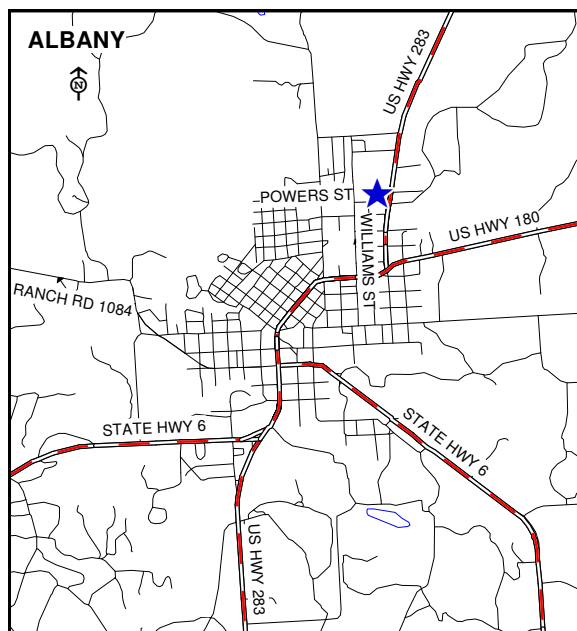 ALBANY
N
US HWY 283
POWERS ST
WILLIAMS ST
US HWY 180
RANCH RD 1084
STATE HWY 6
STATE HWY 6
US HWY 283